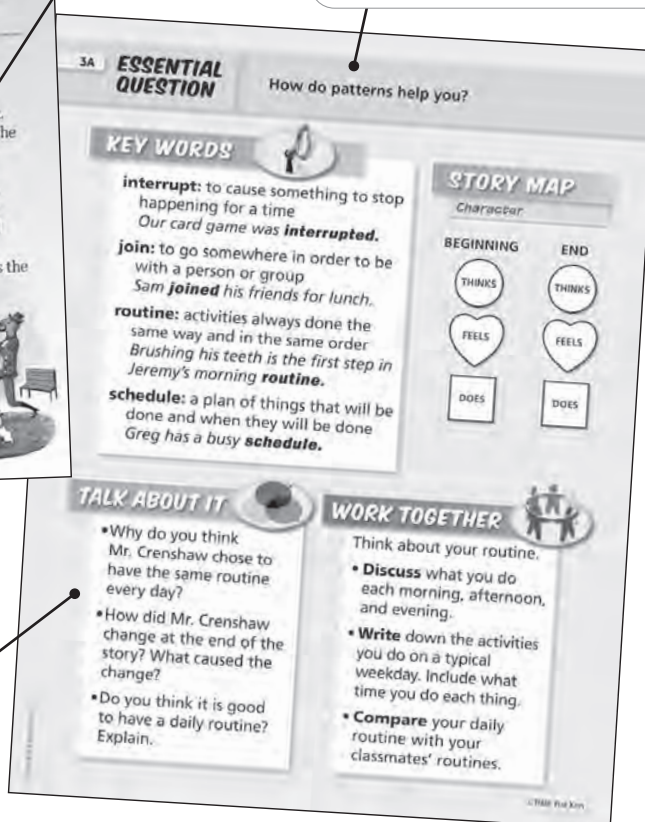 he
s the
3A
ESSENTIAL
QUESTION
How do patterns help you?
KEY WORDS
interrupt: to cause something to stop
happening for a time
Our card game was interrupted.
join: to go somewhere in order to be
with a person or group
Sam joined his friends for lunch.
routine: activities always done the
same way and in the same order
Brushing his teeth is the first step in
Jeremy's morning routine.
schedule: a plan of things that will be
done and when they will be done
Greg has a busy schedule.
STORY MAP
Character
BEGINNING END
THINKS THINKS
FEELS FEELS
DOES DOES
TALK ABOUT IT
•Why do you think
Mr. Crenshaw chose to
have the same routine
every day?
•How did Mr. Crenshaw
change at the end of the
story? What caused the
change?
•Do you think it is good
to have a daily routine?
Explain.
WORK TOGETHER
Think about your routine.
• Discuss what you do
each morning, afternoon,
and evening.
• Write down the activities
you do on a typical
weekday. Include what
time you do each thing.
• Compare your daily
routine with your
classmates' routines.